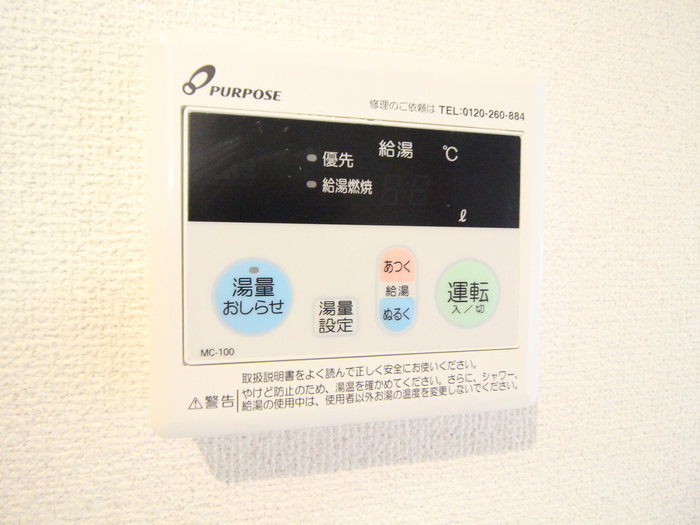 PURPOSE
修理のご依頼は TEL:0120-260-884
給湯 ℃
優先
給湯燃焼
ℓ
湯量
おしらせ
湯量
設定
あつく
給湯
ぬるく
運転
入／切
MC-100
取扱説明書をよく読んで正しく安全にお使いください。
⚠警告
やけど防止のため、湯温を確かめてください。さらに、シャワー、
給湯の使用中は、使用者以外お湯の温度を変更しないでください。